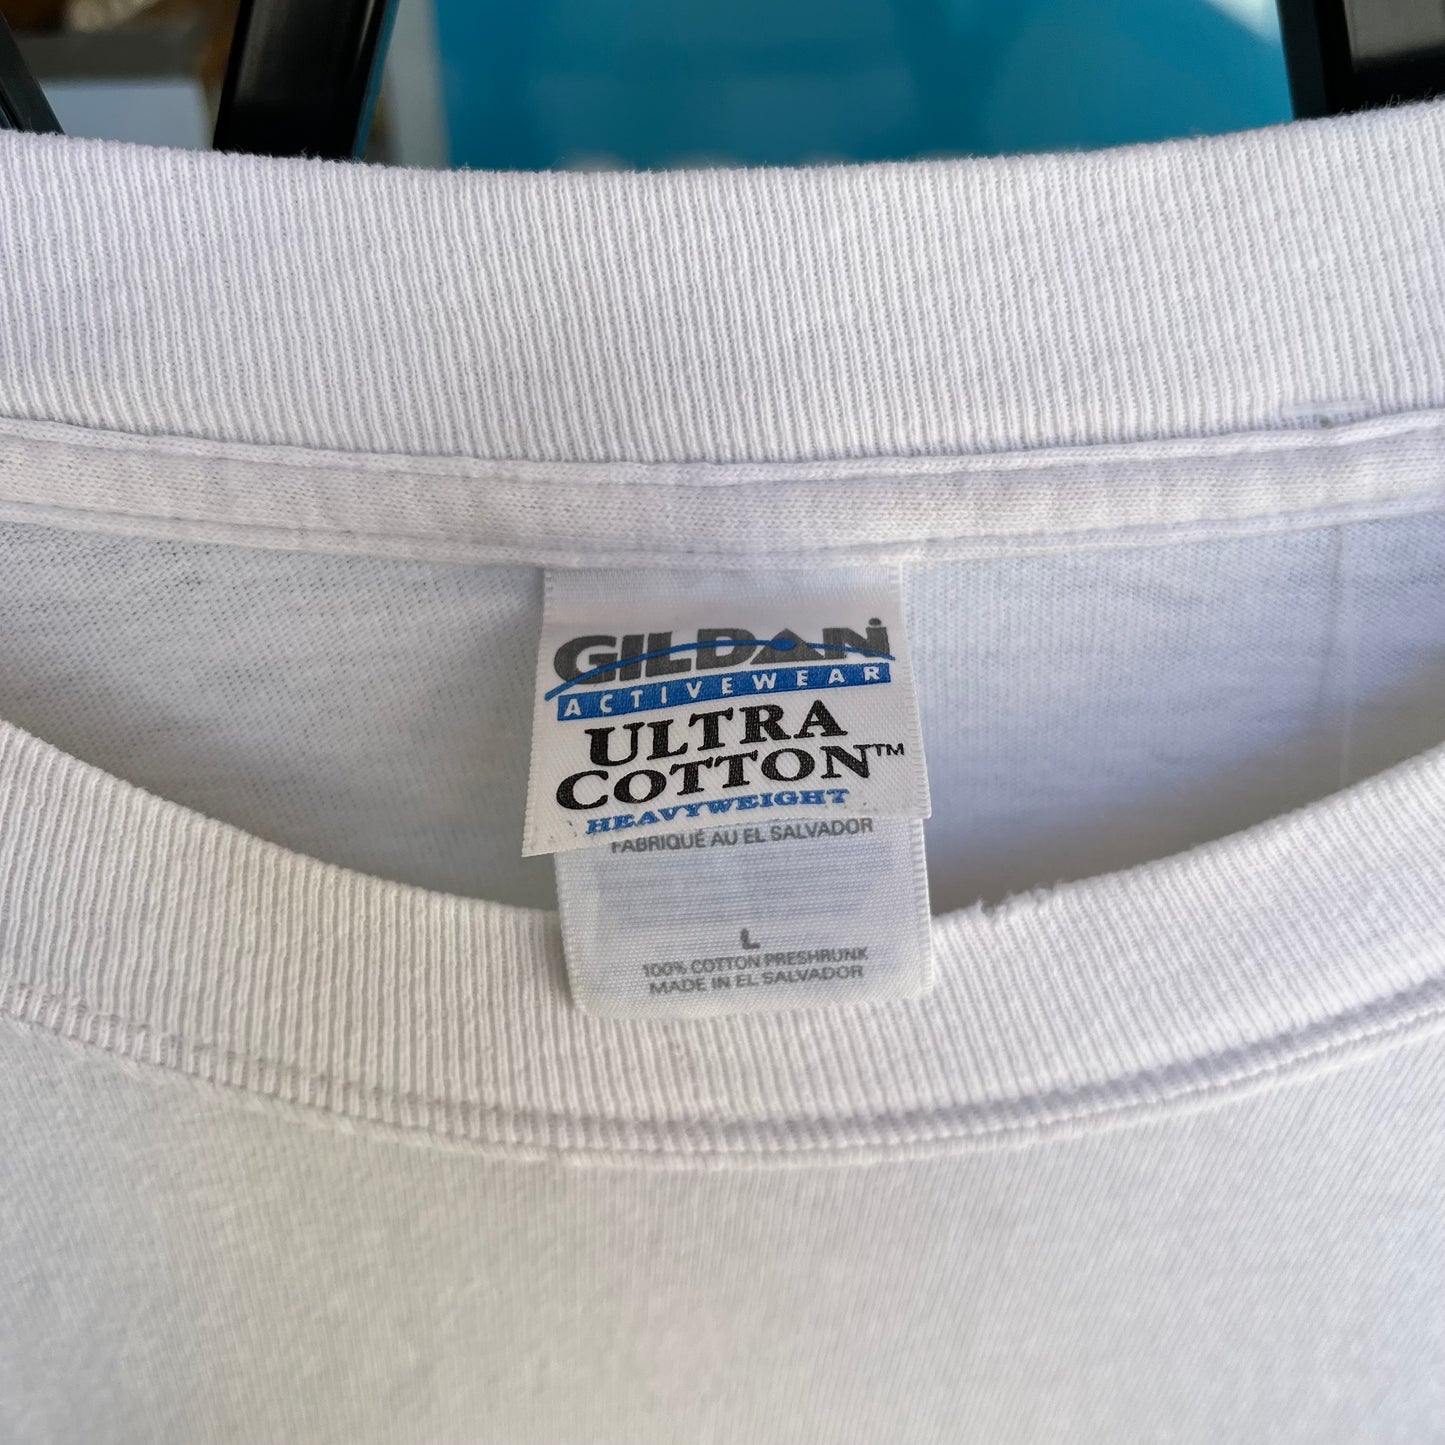 GILDAN
ACTIVEWEAR
ULTRA
COTTON™
HEAVYWEIGHT
FABRIQUÉ AU EL SALVADOR
L
100% COTTON PRESHRUNK
MADE IN EL SALVADOR